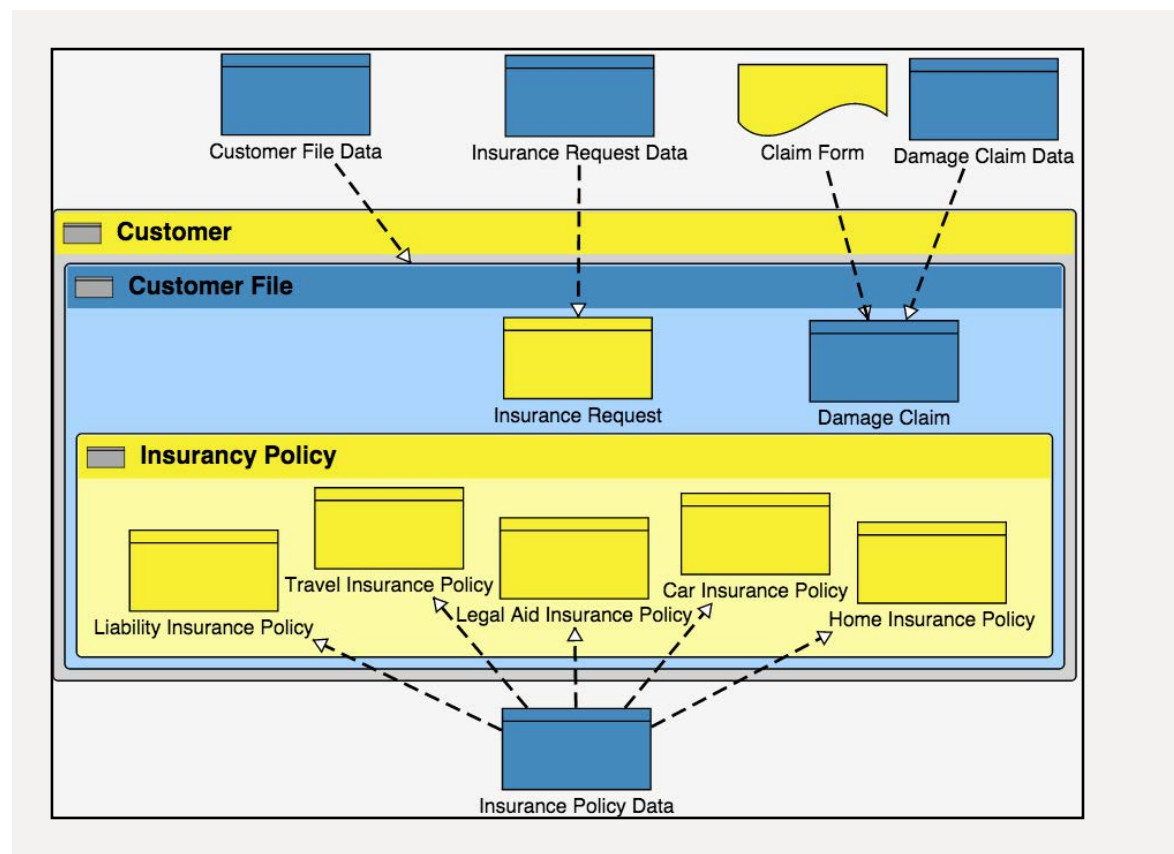 Customer File Data
Insurance Request Data
Claim Form
Damage Claim Data
Customer
Customer File
Insurance Request
Damage Claim
Insurancy Policy
Travel Insurance Policy
Car Insurance Policy
Legal Aid Insurance Policy
Liability Insurance Policy
Home Insurance Policy
Insurance Policy Data